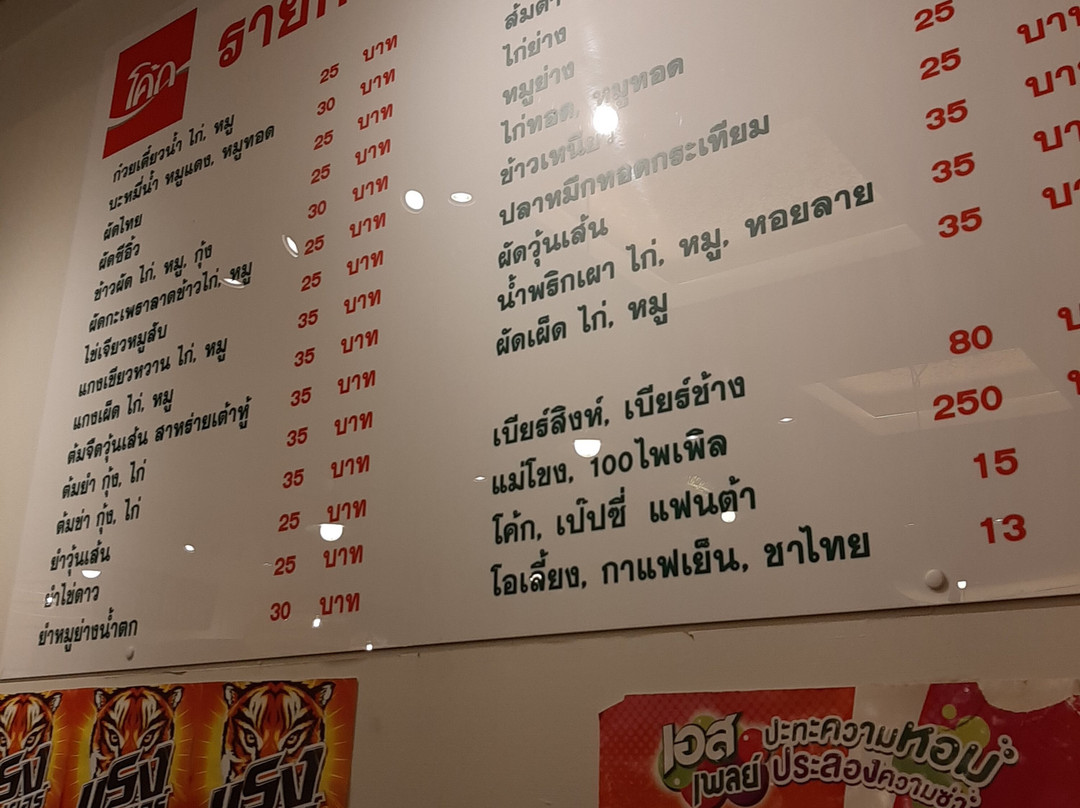 โค้ก
ก๋วยเตี๋ยวน้ำ ไก่, หมู 25 บาท
บะหมี่น้ำ หมูแดง, หมูทอด 30 บาท
ผัดไทย 25 บาท
ผัดซีอิ้ว 25 บาท
ข้าวผัด ไก่, หมู, กุ้ง 30 บาท
ผัดกะเพราลาดข้าวไก่, หมู 25 บาท
ไข่เจียวหมูสับ 25 บาท
แกงเขียวหวาน ไก่, หมู 35 บาท
แกงเผ็ด ไก่, หมู 35 บาท
ต้มจืดวุ้นเส้น สาหร่ายเต้าหู้ 35 บาท
ต้มยำ กุ้ง, ไก่ 35 บาท
ต้มข่า กุ้ง, ไก่ 35 บาท
ยำวุ้นเส้น 25 บาท
ยำไข่ดาว 25 บาท
ยำหมูย่างน้ำตก 30 บาท
ส้มตำ
ไก่ย่าง
หมูย่าง
ไก่ทอด, หมูทอด
ข้าวเหนียว 25
ปลาหมึกทอดกระเทียม 25 บาท
ผัดวุ้นเส้น 35
น้ำพริกเผา ไก่, หมู, หอยลาย 35
ผัดเผ็ด ไก่, หมู 35
เบียร์สิงห์, เบียร์ช้าง 80
แม่โขง, 100ไพเพิล 250
โค้ก, เป๊ปซี่ แฟนต้า 15
โอเลี้ยง, กาแฟเย็น, ชาไทย 13
แรง แรง
เอส เพลย์
ปะทะความหอม
ประลองความซ่า